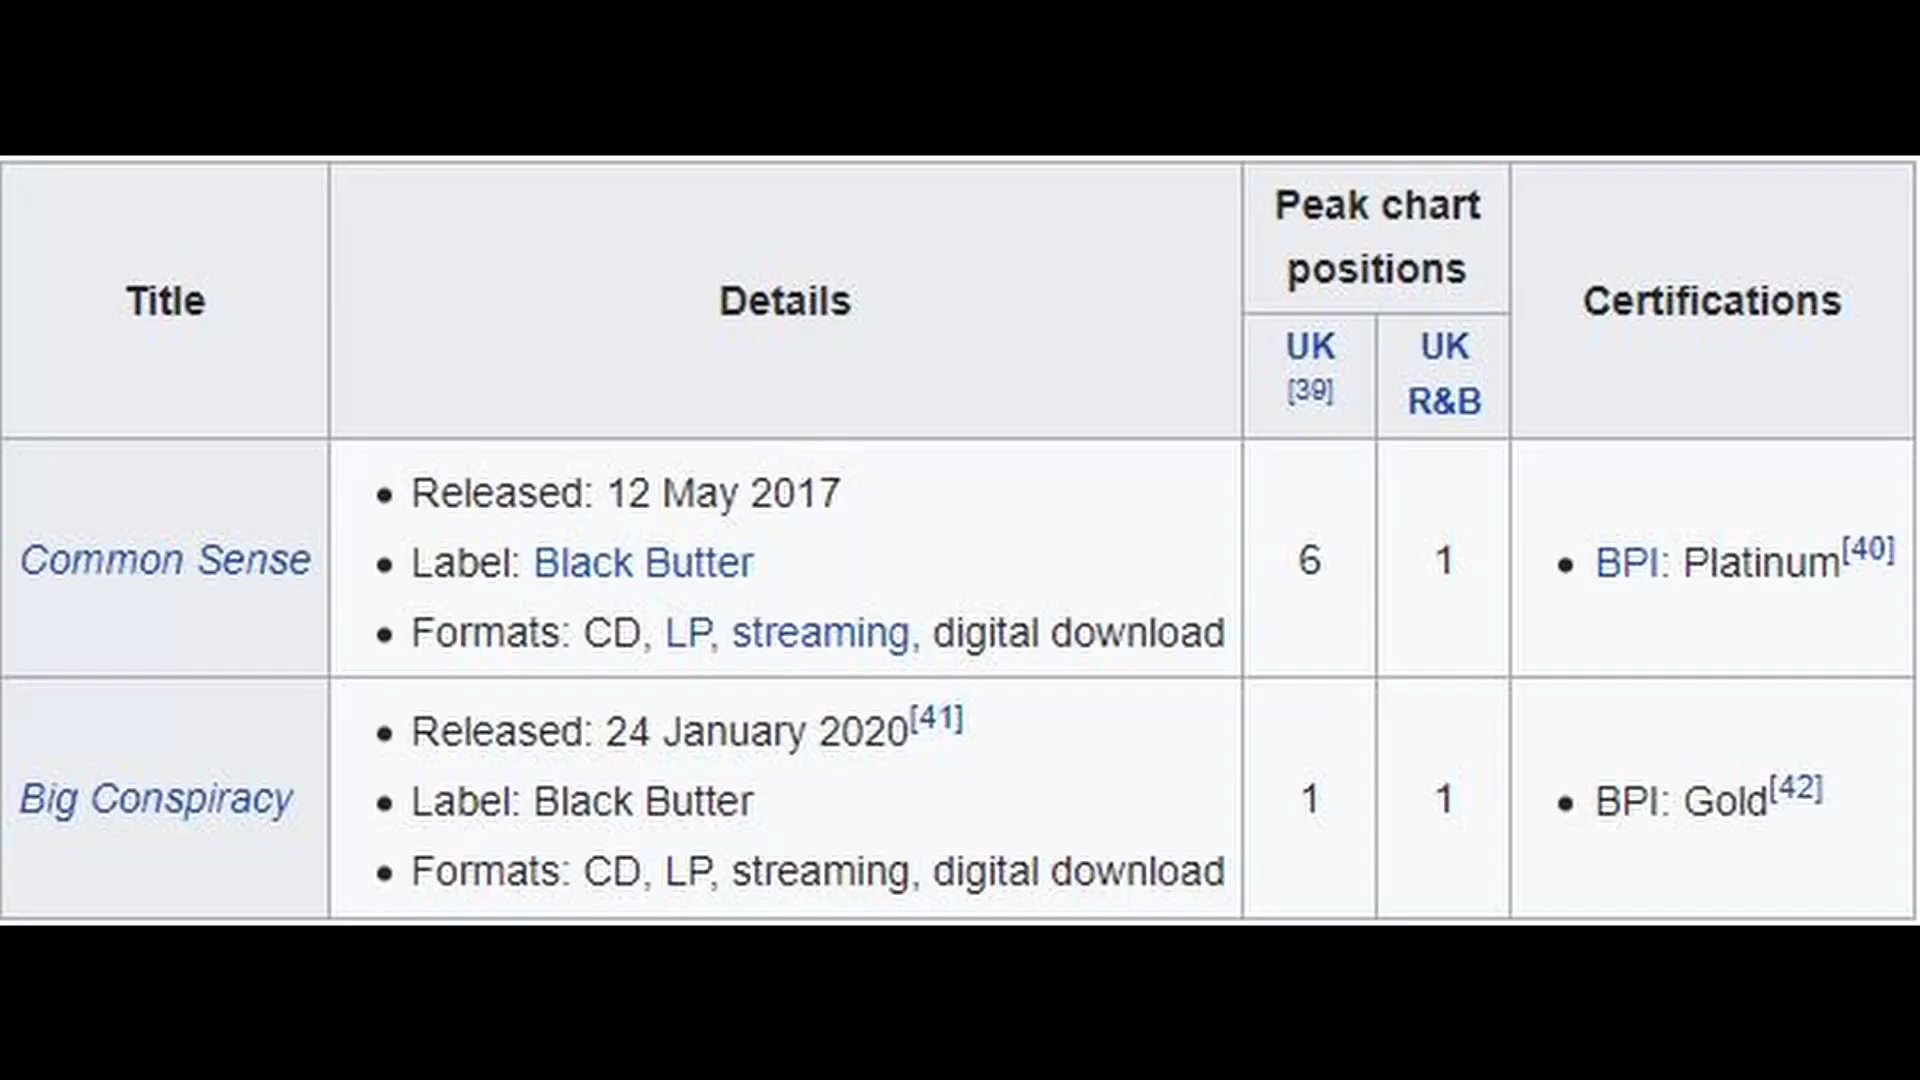 Title
Details
Peak chart
positions
Certifications
UK
[39]
UK
R&B
Common Sense
• Released: 12 May 2017
• Label: Black Butter
• Formats: CD, LP, streaming, digital download
6
1
• BPI: Platinum[40]
Big Conspiracy
• Released: 24 January 2020[41]
• Label: Black Butter
• Formats: CD, LP, streaming, digital download
1
1
• BPI: Gold[42]